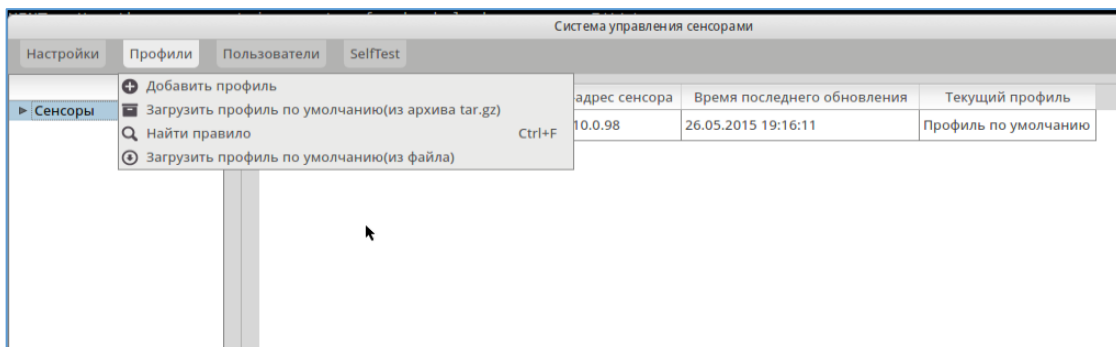 Система управления сенсорами
Настройки Профили Пользователи SelfTest
Добавить профиль
Загрузить профиль по умолчанию(из архива tar.gz)
Найти правило Ctrl+F
Загрузить профиль по умолчанию(из файла)
Сенсоры
адрес сенсора Время последнего обновления Текущий профиль
10.0.98 26.05.2015 19:16:11 Профиль по умолчанию